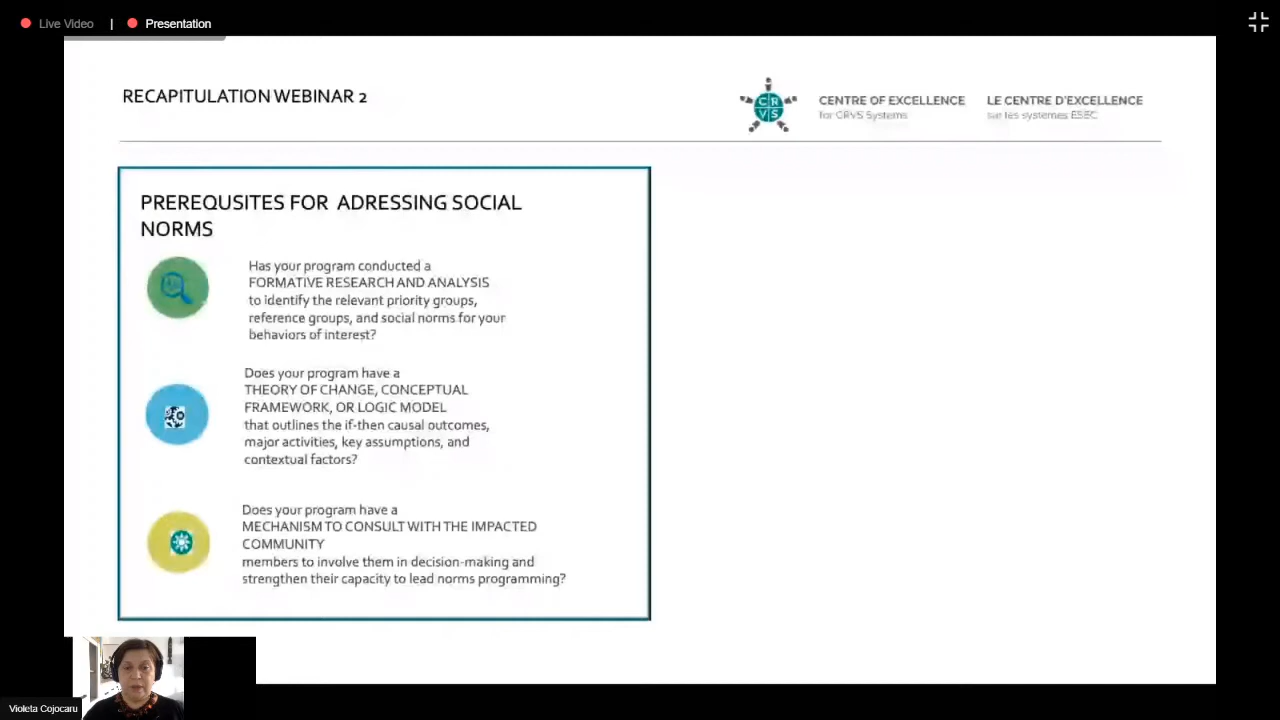 Live Video | Presentation
RECAPITULATION WEBINAR 2
CRVS
CENTRE OF EXCELLENCE
for CRVS Systems
LE CENTRE D'EXCELLENCE
sur les systèmes ESEC
PREREQUSITES FOR ADRESSING SOCIAL
NORMS
Has your program conducted a
FORMATIVE RESEARCH AND ANALYSIS
to identify the relevant priority groups,
reference groups, and social norms for your
behaviors of interest?
Does your program have a
THEORY OF CHANGE, CONCEPTUAL
FRAMEWORK, OR LOGIC MODEL
that outlines the if-then causal outcomes,
major activities, key assumptions, and
contextual factors?
Does your program have a
MECHANISM TO CONSULT WITH THE IMPACTED
COMMUNITY
members to involve them in decision-making and
strengthen their capacity to lead norms programming?
Violeta Cojocaru